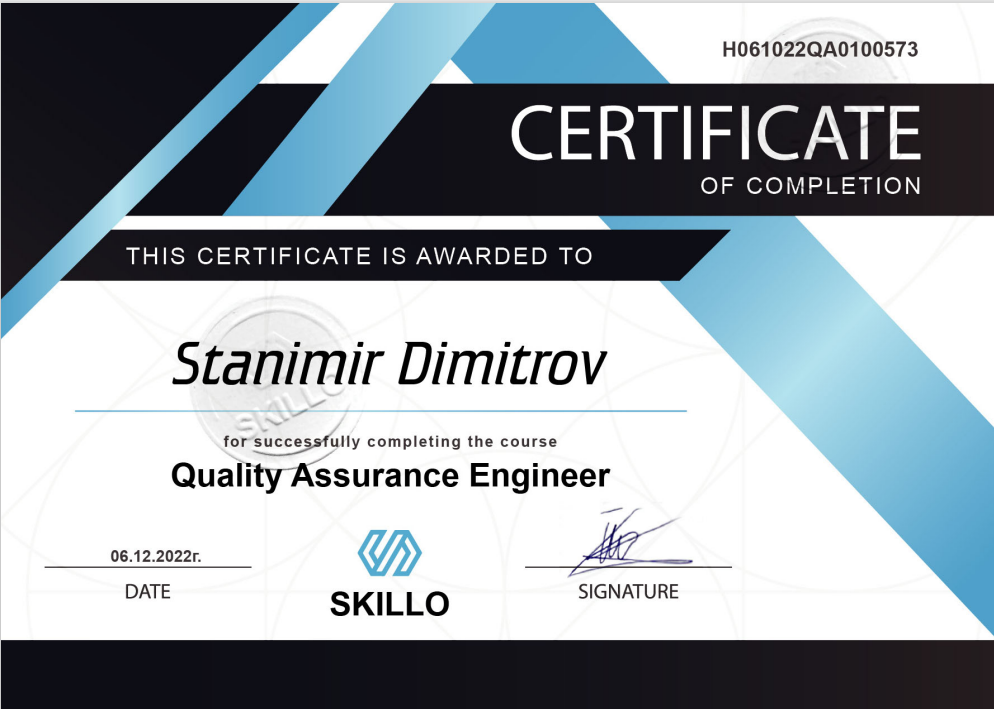 H061022QA0100573
CERTIFICATE
OF COMPLETION
THIS CERTIFICATE IS AWARDED TO
Stanimir Dimitrov
SKILLO
for successfully completing the course
Quality Assurance Engineer
06.12.2022г.
DATE
SKILLO
SIGNATURE